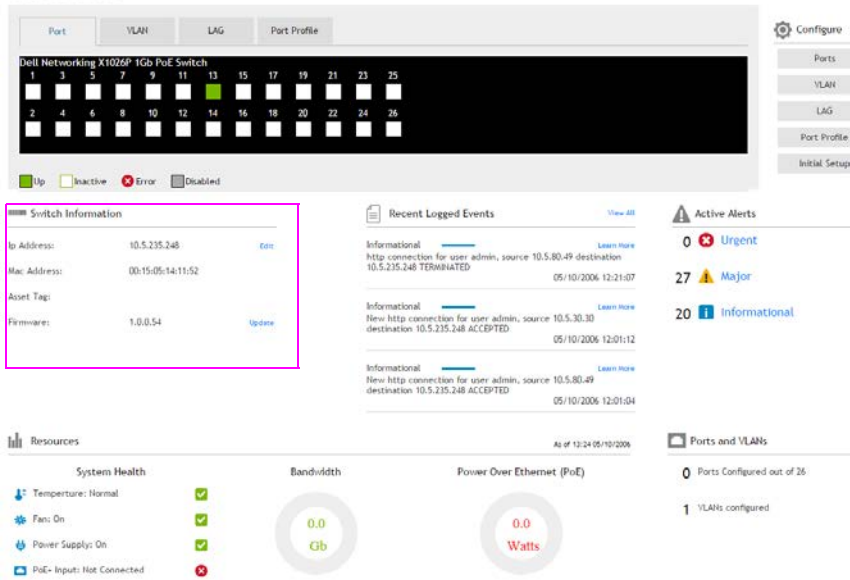 Port VLAN LAG Port Profile
Configure
Ports
VLAN
LAG
Port Profile
Initial Setup
Dell Networking X1026P 1Gb PoE Switch
1 3 5 7 9 11 13 15 17 19 21 23 25
2 4 6 8 10 12 14 16 18 20 22 24 26
Up Inactive Error Disabled
Switch Information
Ip Address: 10.5.235.248 Edit
Mac Address: 00:15:05:14:11:52
Asset Tag:
Firmware: 1.0.0.54 Update
Recent Logged Events View All
Informational Learn More
http connection for user admin, source 10.5.80.49 destination
10.5.235.248 TERMINATED
05/10/2006 12:21:07
Informational Learn More
New http connection for user admin, source 10.5.30.30
destination 10.5.235.248 ACCEPTED
05/10/2006 12:01:12
Informational Learn More
New http connection for user admin, source 10.5.80.49
destination 10.5.235.248 ACCEPTED
05/10/2006 12:01:04
Active Alerts
0 Urgent
27 Major
20 Informational
Resources As of 13:24 05/10/2006
System Health
Temperture: Normal
Fan: On
Power Supply: On
PoE+ Input: Not Connected
Bandwidth
0.0
Gb
Power Over Ethernet (PoE)
0.0
Watts
Ports and VLANs
0 Ports Configured out of 26
1 VLANs configured